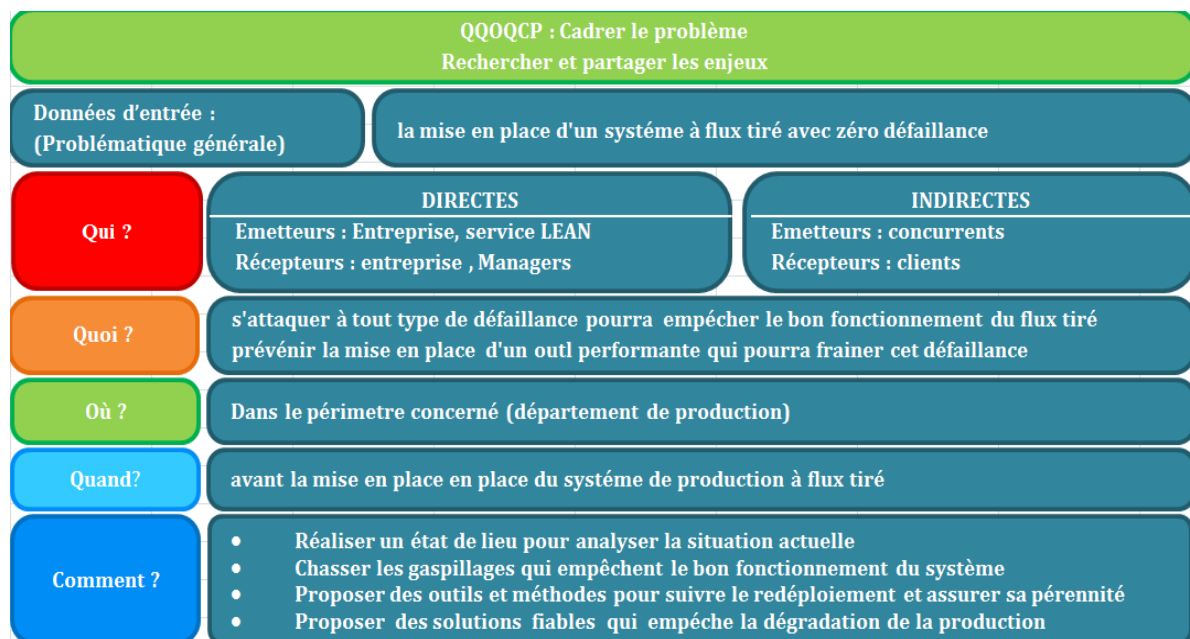 QQOQCP : Cadrer le problème
Rechercher et partager les enjeux
Données d'entrée :
(Problématique générale)
la mise en place d'un systéme à flux tiré avec zéro défaillance
Qui ?
DIRECTES
Emetteurs : Entreprise, service LEAN
Récepteurs : entreprise , Managers
INDIRECTES
Emetteurs : concurrents
Récepteurs : clients
Quoi ?
s'attaquer à tout type de défaillance pourra empécher le bon fonctionnement du flux tiré
prévénir la mise en place d'un outl performante qui pourra frainer cet défaillance
Où ?
Dans le périmetre concerné (département de production)
Quand?
avant la mise en place en place du systéme de production à flux tiré
Comment ?
• Réaliser un état de lieu pour analyser la situation actuelle
• Chasser les gaspillages qui empêchent le bon fonctionnement du système
• Proposer des outils et méthodes pour suivre le redéploiement et assurer sa pérennité
• Proposer des solutions fiables qui empéche la dégradation de la production